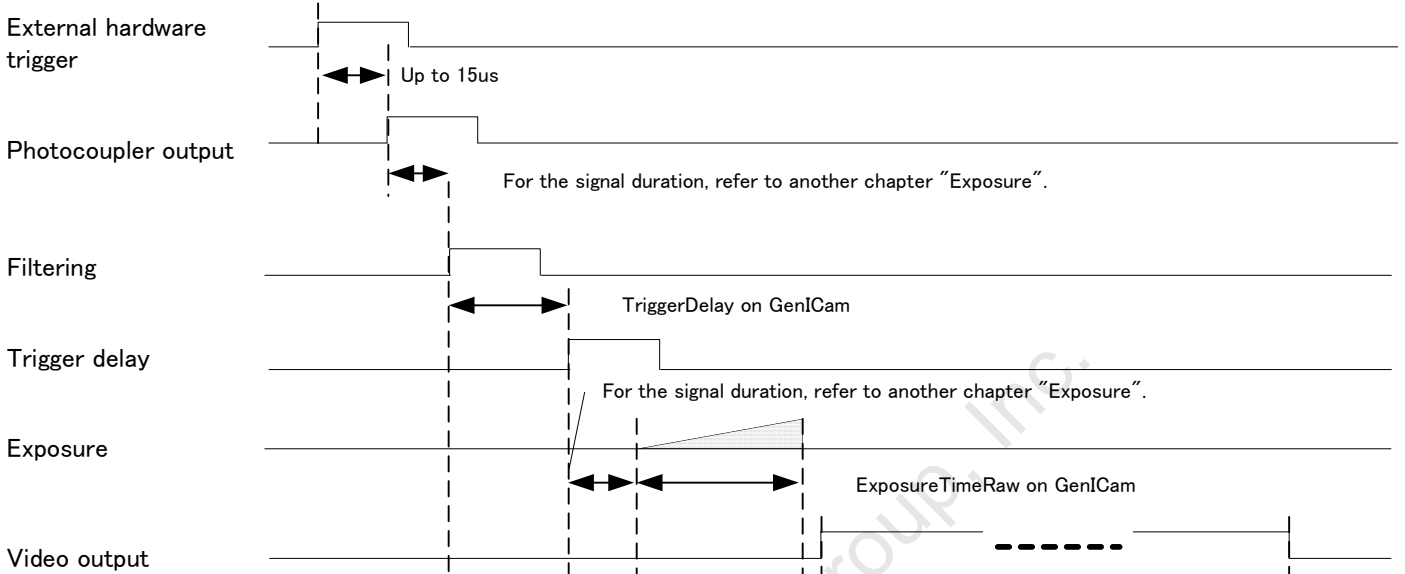 External hardware
trigger
Up to 15us
Photocoupler output
For the signal duration, refer to another chapter "Exposure".
Filtering
TriggerDelay on GenICam
Trigger delay
For the signal duration, refer to another chapter "Exposure".
Exposure
ExposureTimeRaw on GenICam
Video output
roup, Inc.